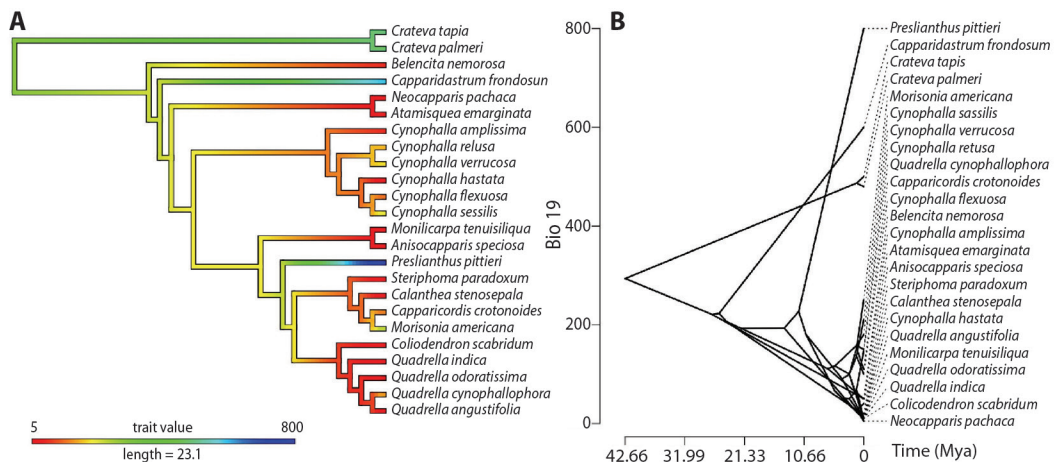 A
Crateva tapia
Crateva palmeri
Belencita nemorosa
Capparidastrum frondosun
Neocapparis pachaca
Atamisquea emarginata
Cynophalla amplissima
Cynophalla relusa
Cynophalla verrucosa
Cynophalla hastata
Cynophalla flexuosa
Cynophalla sessilis
Monilicarpa tenuisiliqua
Anisocapparis speciosa
Preslianthus pittieri
Steriphoma paradoxum
Calanthea stenosepala
Capparicordis crotonoides
Morisonia americana
Coliodendron scabridum
Quadrella indica
Quadrella odoratissima
Quadrella cynophallophora
Quadrella angustifolia
5 trait value 800
length = 23.1
B
800
600
400
200
0
Bio 19
Preslianthus pittieri
Capparidastrum frondosum
Crateva tapis
Crateva palmeri
Morisonia americana
Cynophalla sassilis
Cynophalla verrucosa
Cynophalla retusa
Quadrella cynophallophora
Capparicordis crotonoides
Cynophalla flexuosa
Belencita nemorosa
Cynophalla amplissima
Atamisquea emarginata
Anisocapparis speciosa
Steriphoma paradoxum
Calanthea stenosepala
Cynophalla hastata
Quadrella angustifolia
Monilicarpa tenuisiliqua
Quadrella odoratissima
Quadrella indica
Colicodendron scabridum
Neocapparis pachaca
42.66 31.99 21.33 10.66 0 Time (Mya)